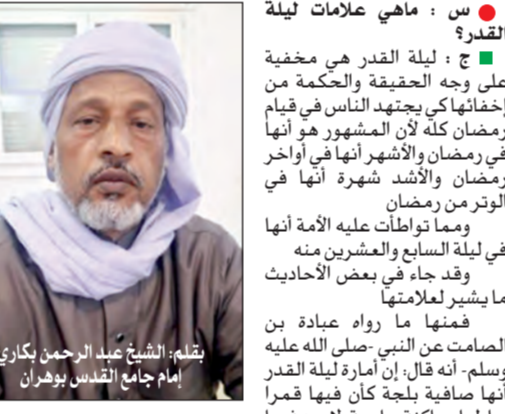 س : ماهي علامات ليلة
القدر؟
ج : ليلة القدر هي مخفية
على وجه الحقيقة والحكمة من
إخفائها كي يجتهد الناس في قيام
رمضان كله لأن المشهور هو أنها
في رمضان والأشهر أنها في أواخر
رمضان والأشد شهرة أنها في
الوتر من رمضان
ومما تواطأت عليه الأمة أنها
في ليلة السابع والعشرين منه
وقد جاء في بعض الأحاديث
ما يشير لعلامتها
فمنها ما رواه عبادة بن
الصامت عن النبي -صلى الله عليه
وسلم- أنه قال: إن أمارة ليلة القدر
أنها صافية بلجة كأن فيها قمرا
بقلم: الشيخ عبد الرحمن بكاري
إمام جامع القدس بوهران